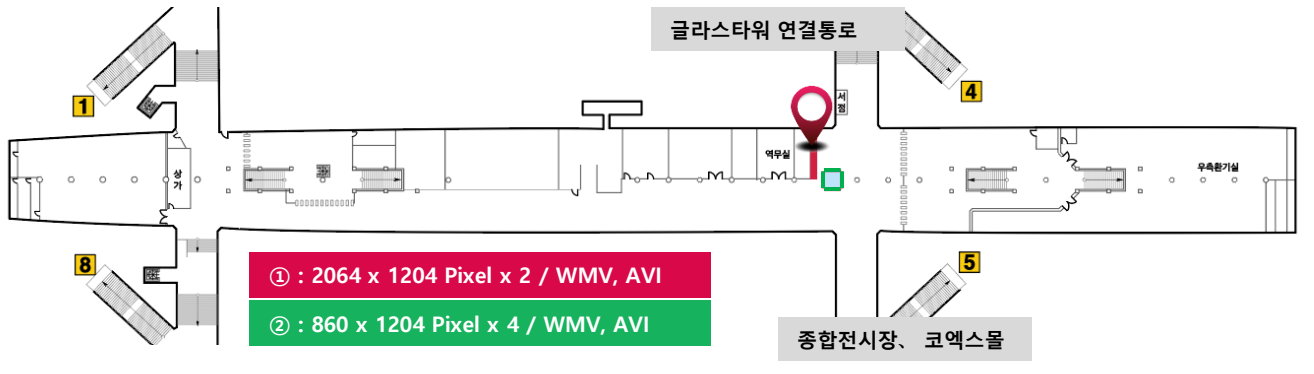 글라스타워 연결통로
1
4
서점
역무실
상가
우측환기실
8
5
① : 2064 x 1204 Pixel x 2 / WMV, AVI
② : 860 x 1204 Pixel x 4 / WMV, AVI
종합전시장、 코엑스몰